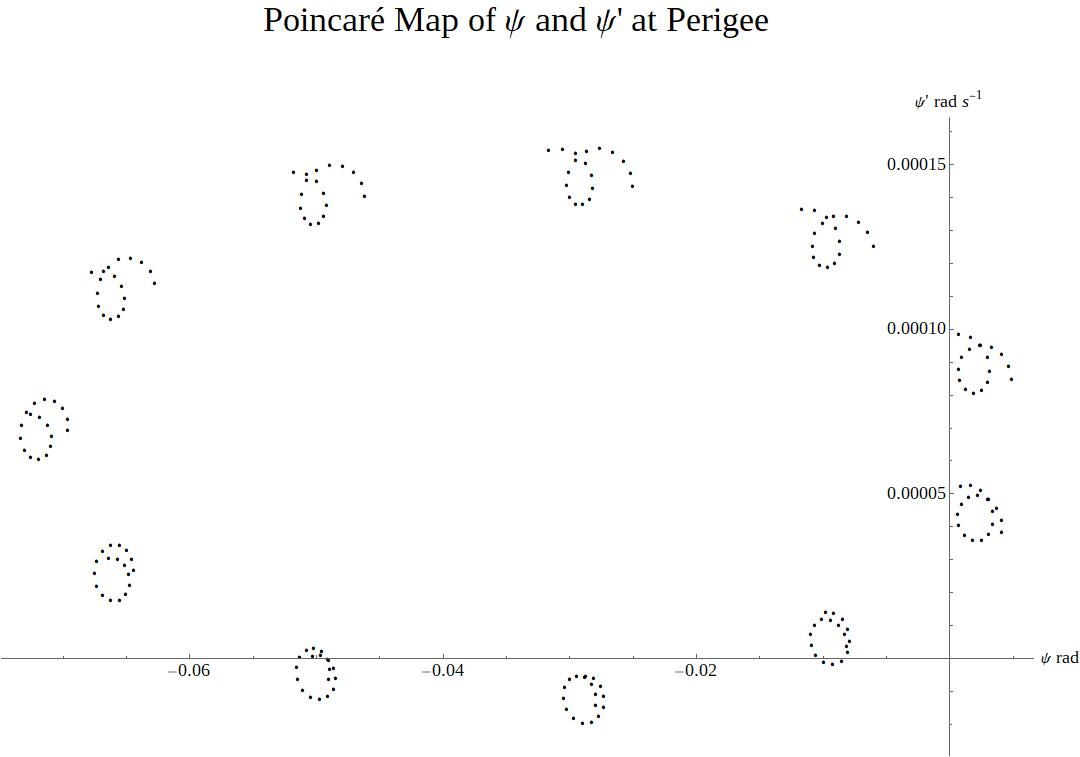 Poincaré Map of ψ and ψ' at Perigee
ψ' rad s⁻¹
0.00015
0.00010
0.00005
−0.06
−0.04
−0.02
ψ rad